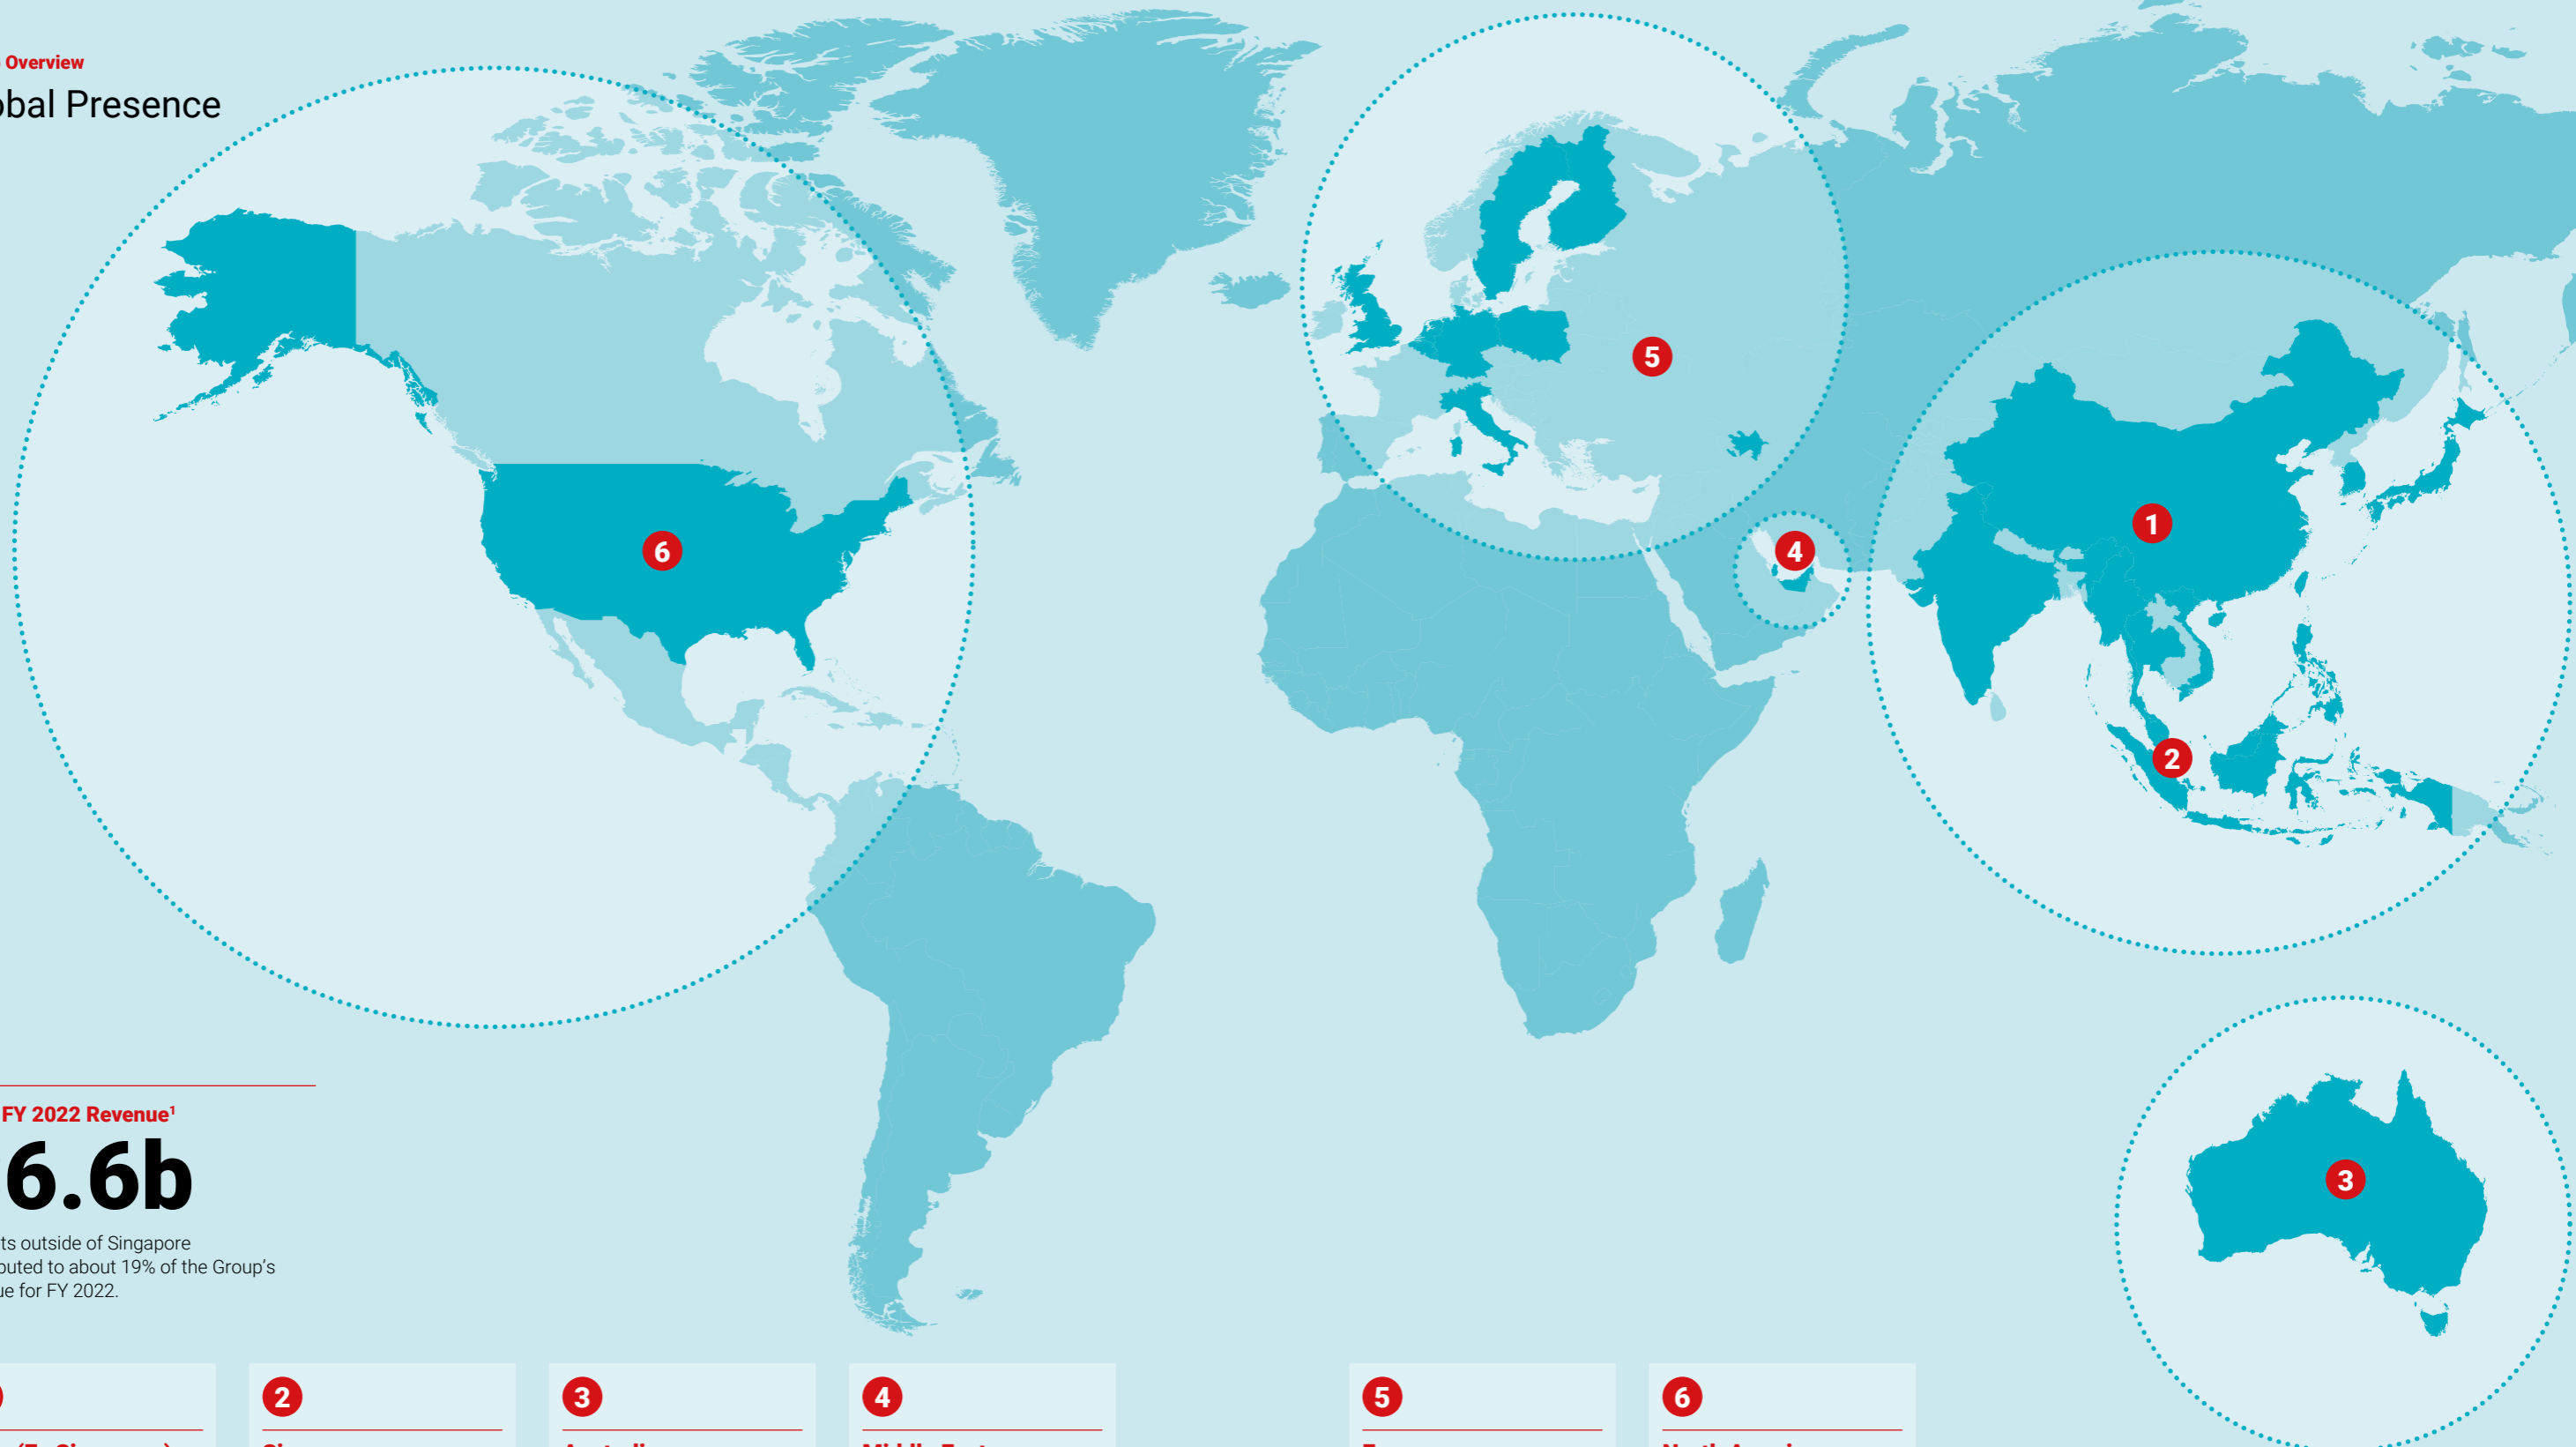 Overview
obal Presence
5
1
4
6
2
3
FY 2022 Revenue¹
6.6b
ts outside of Singapore
buted to about 19% of the Group's
ue for FY 2022.
2
3
4
5
6